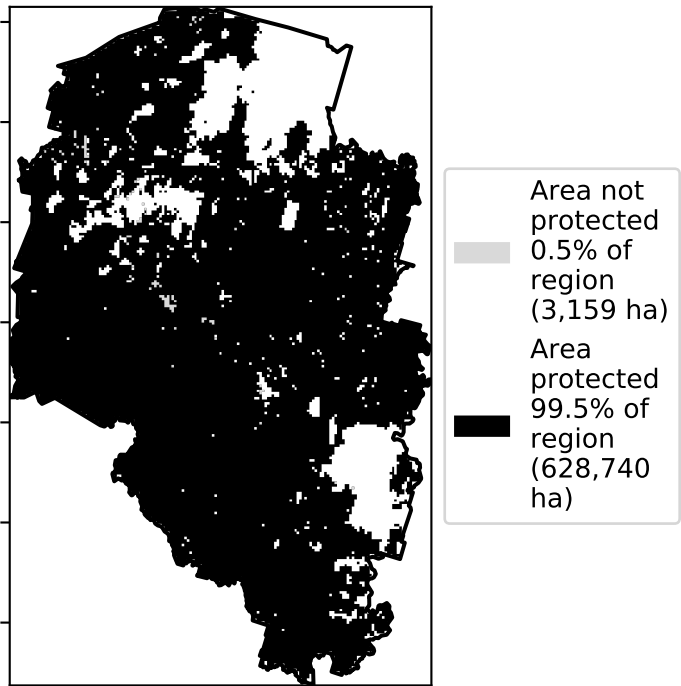 Area not
protected
0.5% of
region
(3,159 ha)
Area
protected
99.5% of
region
(628,740
ha)